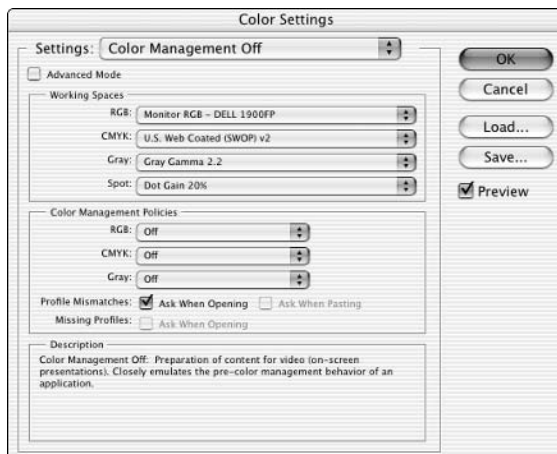 Color Settings
Settings: Color Management Off
Advanced Mode
Working Spaces
RGB: Monitor RGB - DELL 1900FP
CMYK: U.S. Web Coated (SWOP) v2
Gray: Gray Gamma 2.2
Spot: Dot Gain 20%
Color Management Policies
RGB: Off
CMYK: Off
Gray: Off
Profile Mismatches: Ask When Opening Ask When Pasting
Missing Profiles: Ask When Opening
Description
Color Management Off: Preparation of content for video (on-screen
presentations). Closely emulates the pre-color management behavior of an
application.
OK
Cancel
Load...
Save...
Preview